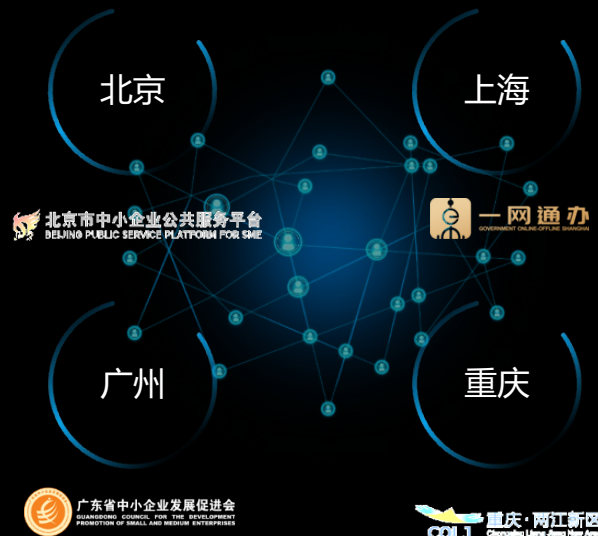 北京
上海
北京市中小企业公共服务平台
BEIJING PUBLIC SERVICE PLATFORM FOR SME
一网通办
GOVERNMENT ONLINE-OFFLINE SHANGHAI
广州
重庆
广东省中小企业发展促进会
GUANGDONG COUNCIL FOR THE DEVELOPMENT
PROMOTION OF SMALL AND MEDIUM ENTERPRISES
重庆·两江新区